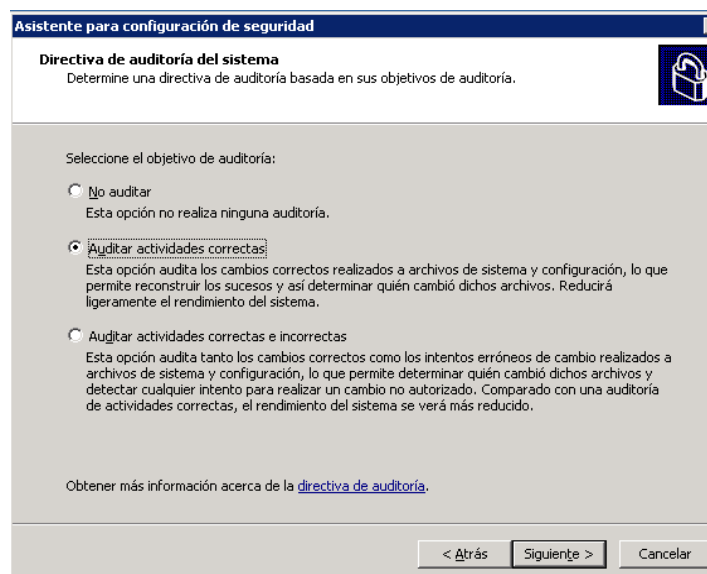 Asistente para configuración de seguridad
Directiva de auditoría del sistema
Determine una directiva de auditoría basada en sus objetivos de auditoría.
Seleccione el objetivo de auditoría:
No auditar
Esta opción no realiza ninguna auditoría.
Auditar actividades correctas
Esta opción audita los cambios correctos realizados a archivos de sistema y configuración, lo que
permite reconstruir los sucesos y así determinar quién cambió dichos archivos. Reducirá
ligeramente el rendimiento del sistema.
Auditar actividades correctas e incorrectas
Esta opción audita tanto los cambios correctos como los intentos erróneos de cambio realizados a
archivos de sistema y configuración, lo que permite determinar quién cambió dichos archivos y
detectar cualquier intento para realizar un cambio no autorizado. Comparado con una auditoría
de actividades correctas, el rendimiento del sistema se verá más reducido.
Obtener más información acerca de la directiva de auditoría.
< Atrás Siguiente > Cancelar